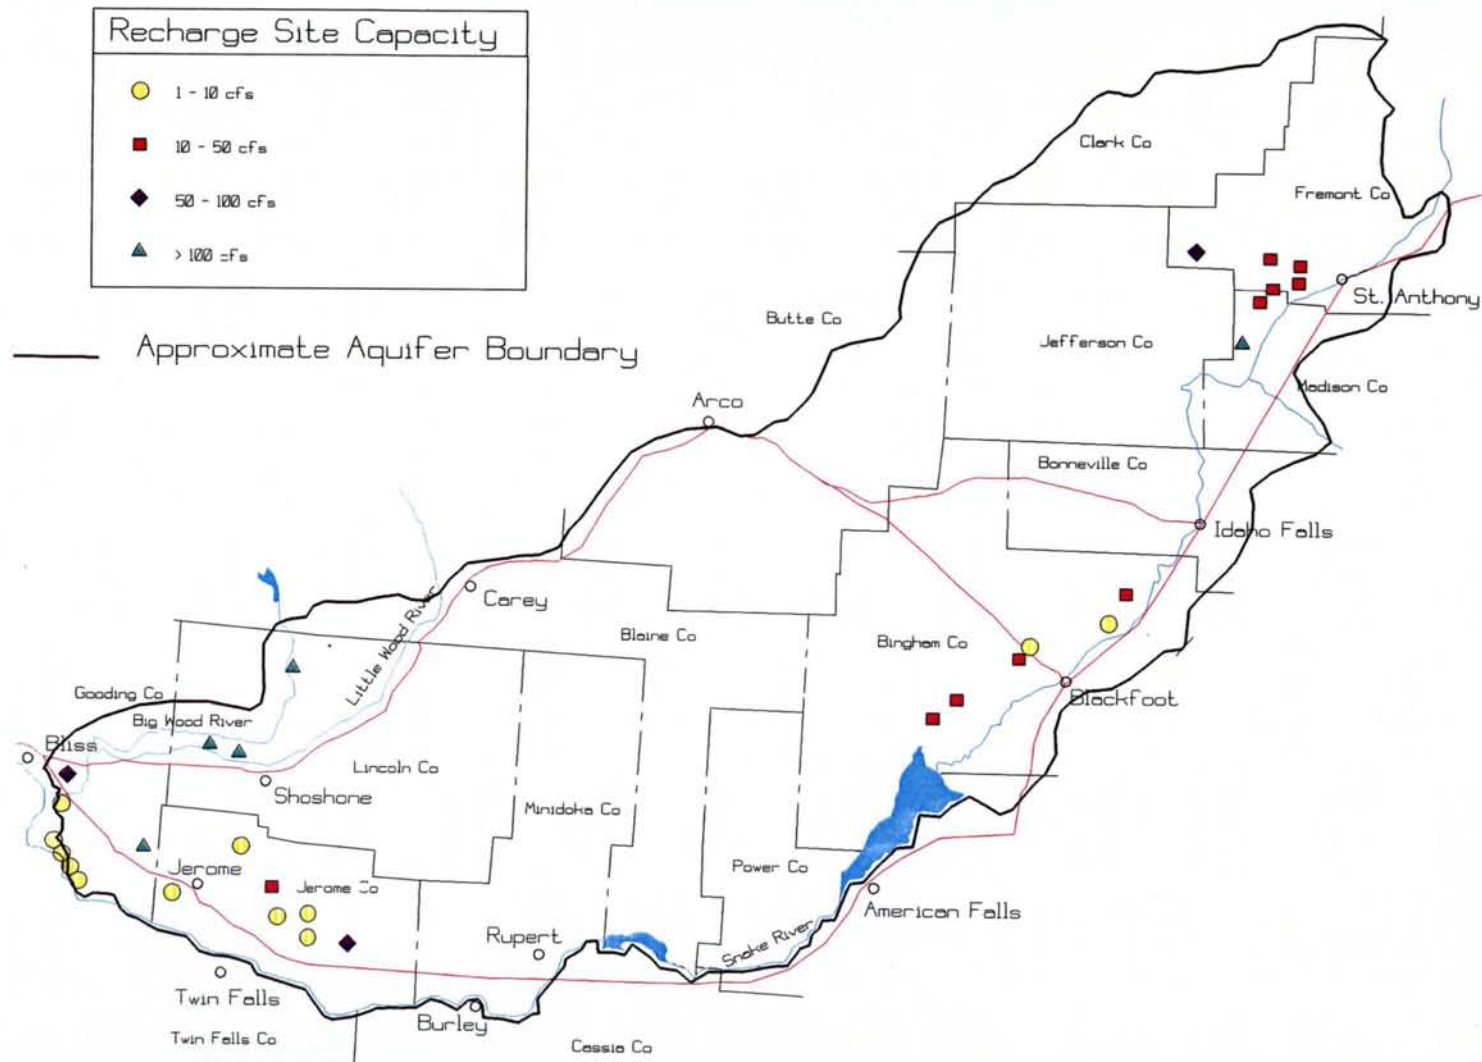 Recharge Site Capacity
1 - 10 cfs
10 - 50 cfs
50 - 100 cfs
> 100 cfs
Approximate Aquifer Boundary
Clark Co
Fremont Co
St. Anthony
Butte Co
Jefferson Co
Madison Co
Arco
Bonneville Co
Idaho Falls
Carey
Little Wood River
Blaine Co
Bingham Co
Gooding Co
Blackfoot
Big Wood River
Bliss
Lincoln Co
Shoshone
Minidoka Co
Power Co
Jerome
Jerome Co
American Falls
Rupert
Snake River
Twin Falls
Burley
Twin Falls Co
Cassia Co